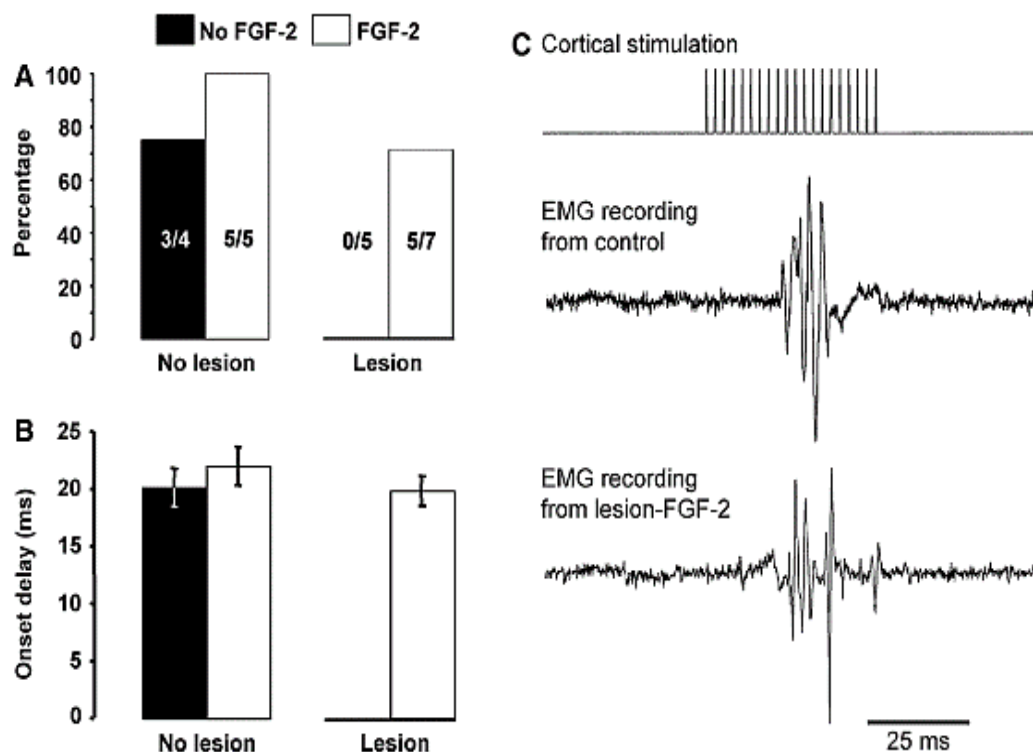 No FGF-2 FGF-2
A
100
80
60
40
20
0
Percentage
3/4 5/5 0/5 5/7
No lesion Lesion
B
25
20
15
10
5
0
Onset delay (ms)
No lesion Lesion
C Cortical stimulation
EMG recording
from control
EMG recording
from lesion-FGF-2
25 ms